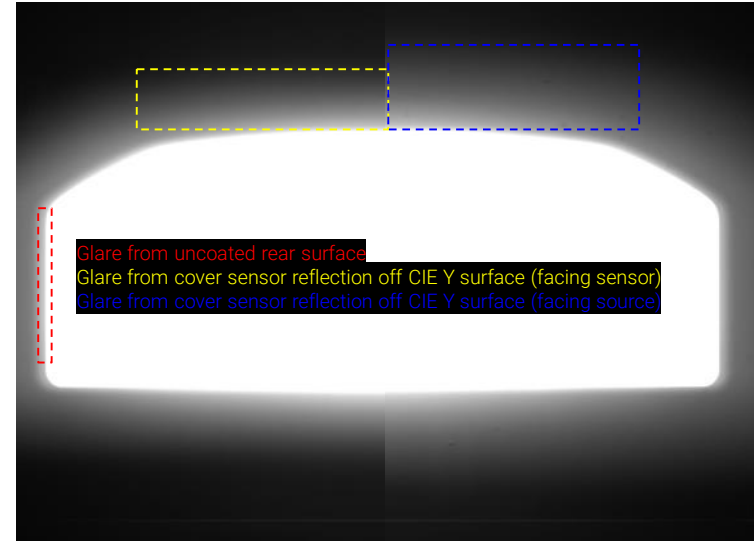 Glare from uncoated rear surface
Glare from cover sensor reflection off CIE Y surface (facing sensor)
Glare from cover sensor reflection off CIE Y surface (facing source)